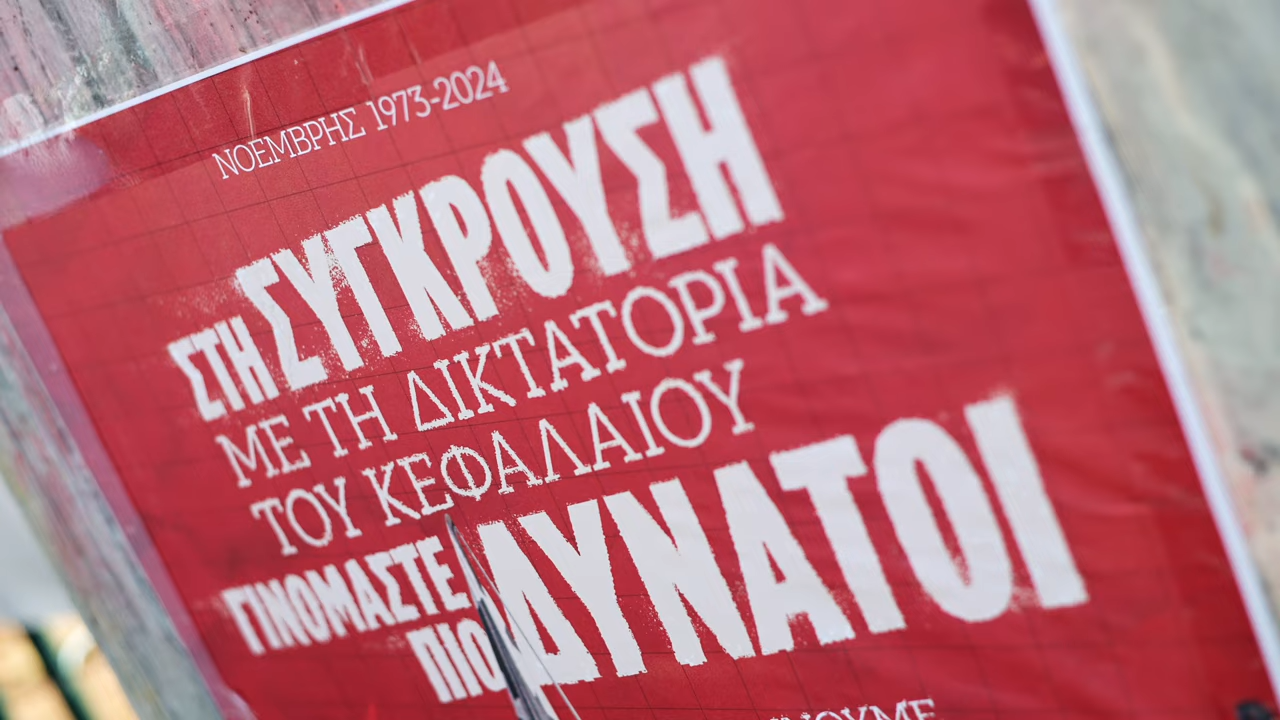 ΝΟΕΜΒΡΗΣ 1973-2024
ΣΤΗ ΣΥΓΚΡΟΥΣΗ
ΜΕ ΤΗ ΔΙΚΤΑΤΟΡΙΑ
ΤΟΥ ΚΕΦΑΛΑΙΟΥ
ΓΙΝΟΜΑΣΤΕ
ΠΙΟ ΔΥΝΑΤΟΙ